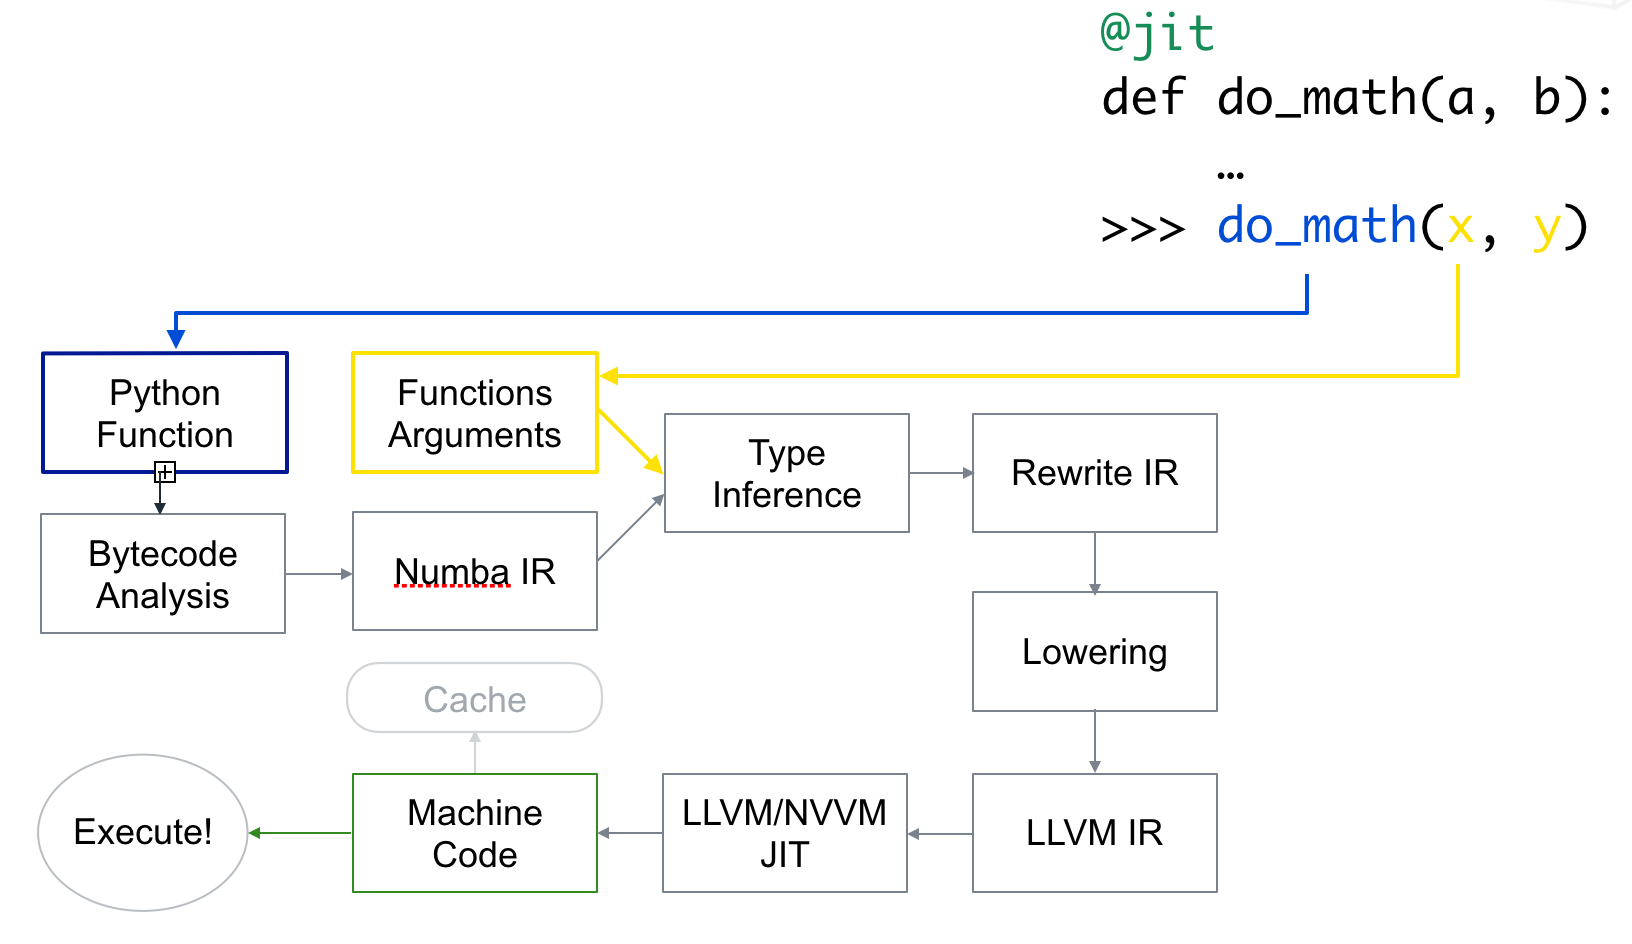 @jit
def do_math(a, b):
…
>>> do_math(x, y)
Python
Function
Functions
Arguments
Type
Inference
Rewrite IR
Bytecode
Analysis
Numba IR
Lowering
Cache
Execute!
Machine
Code
LLVM/NVVM
JIT
LLVM IR